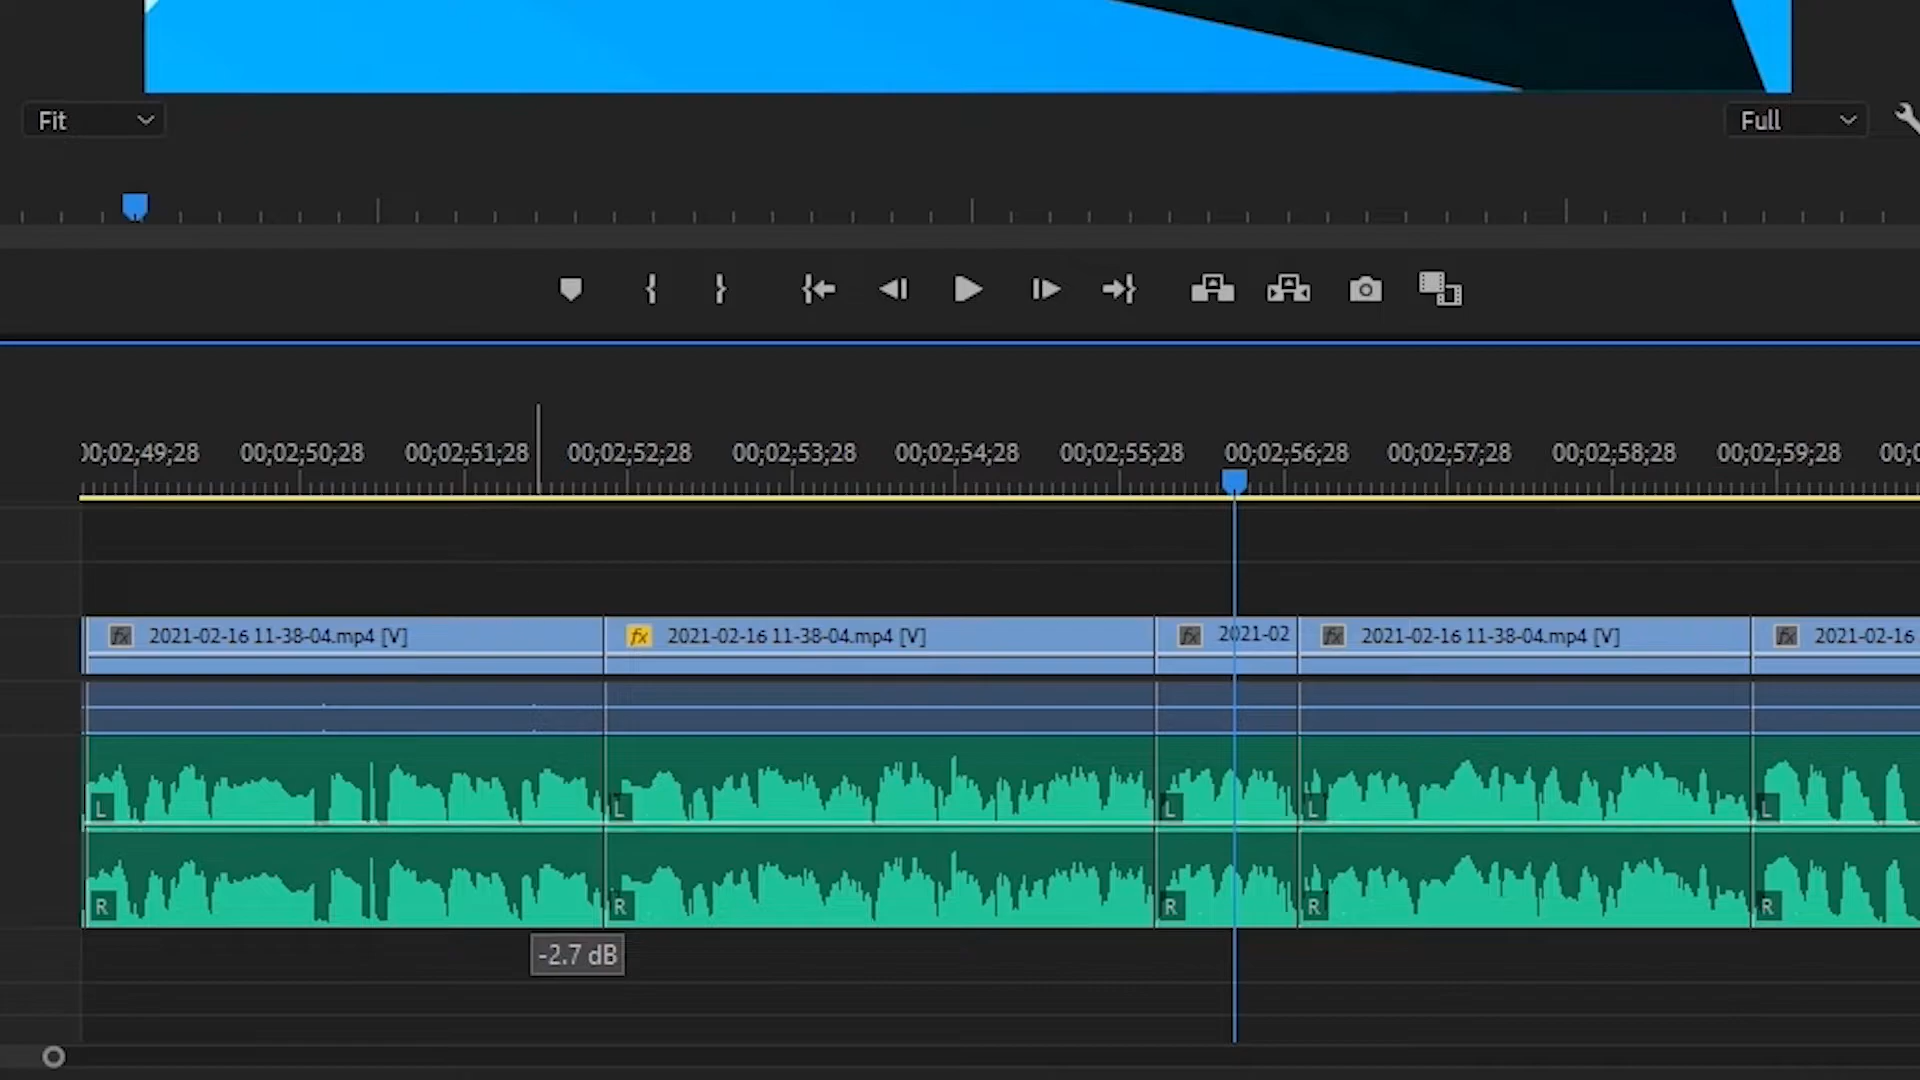 Fit
Full
00;02;49;28 00;02;50;28 00;02;51;28 00;02;52;28 00;02;53;28 00;02;54;28 00;02;55;28 00;02;56;28 00;02;57;28 00;02;58;28 00;02;59;28 00;0
fx 2021-02-16 11-38-04.mp4 [V] fx 2021-02-16 11-38-04.mp4 [V] fx 2021-02 fx 2021-02-16 11-38-04.mp4 [V] fx 2021-02-16
L L L L L
R R R R R
-2.7 dB